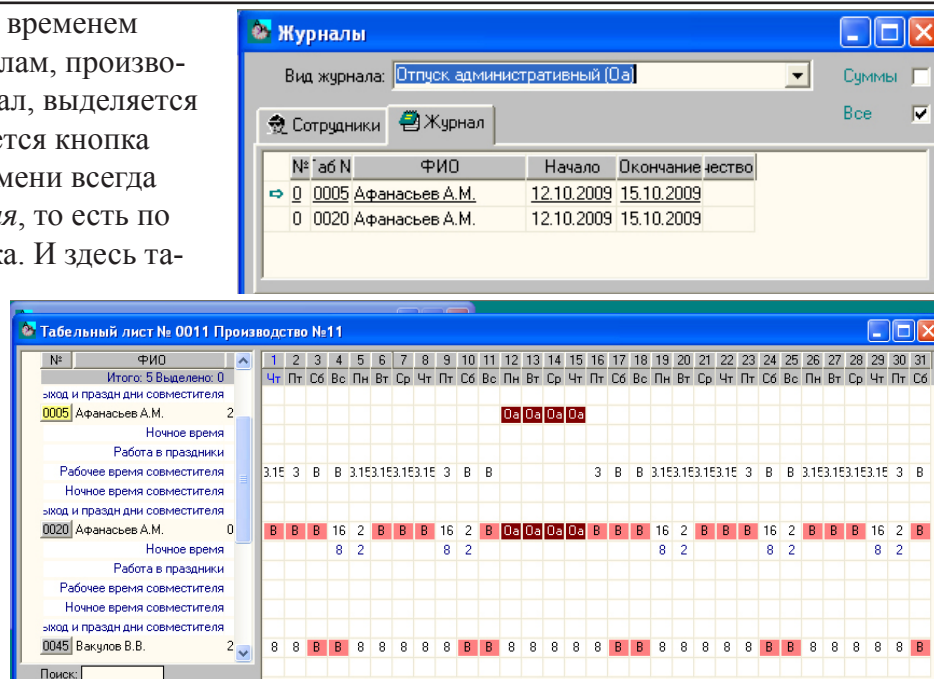 временем
лам, произво-
ал, выделяется
ется кнопка
мени всегда
ия, то есть по
ка. И здесь та-
Журналы
Вид журнала: Отпуск административный (Оа) Суммы
Все
Сотрудники Журнал
№ Таб N ФИО Начало Окончание чество
0 0005 Афанасьев А.М. 12.10.2009 15.10.2009
0 0020 Афанасьев А.М. 12.10.2009 15.10.2009
Табельный лист № 0011 Производство №11
№ ФИО 1 2 3 4 5 6 7 8 9 10 11 12 13 14 15 16 17 18 19 20 21 22 23 24 25 26 27 28 29 30 31
Итого: 5 Выделено: 0 Чт Пт Сб Вс Пн Вт Ср Чт Пт Сб Вс Пн Вт Ср Чт Пт Сб Вс Пн Вт Ср Чт Пт Сб Вс Пн Вт Ср Чт Пт Сб
ыход и праздн дни совместителя
0005 Афанасьев А.М. 2 Оа Оа Оа Оа
Ночное время
Работа в праздники
Рабочее время совместителя 3.15 3 В В 3.15 3.15 3.15 3.15 3 В В 3 В В 3.15 3.15 3.15 3.15 3 В В 3.15 3.15 3.15 3.15 3 В
Ночное время совместителя
ыход и праздн дни совместителя
0020 Афанасьев А.М. 0 В В В 16 2 В В В 16 2 В Оа Оа Оа Оа В В В 16 2 В В В 16 2 В В В 16 2 В
Ночное время 8 2 8 2 8 2 8 2 8 2
Работа в праздники
Рабочее время совместителя
Ночное время совместителя
ыход и праздн дни совместителя
0045 Вакулов В.В. 2 8 8 В В 8 8 8 8 8 В В 8 8 8 8 8 В В 8 8 8 8 8 В В 8 8 8 8 8 В
Поиск: